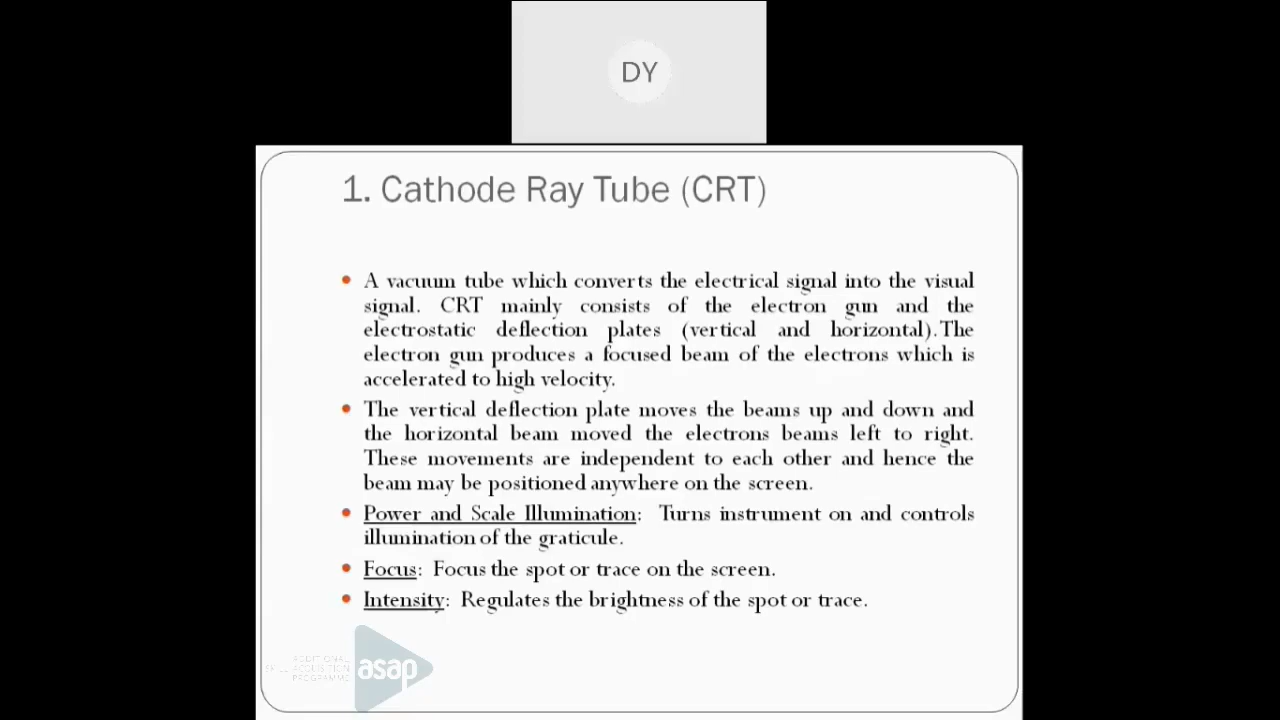 DY
1. Cathode Ray Tube (CRT)
A vacuum tube which converts the electrical signal into the visual
signal. CRT mainly consists of the electron gun and the
electrostatic deflection plates (vertical and horizontal).The
electron gun produces a focused beam of the electrons which is
accelerated to high velocity.
The vertical deflection plate moves the beams up and down and
the horizontal beam moved the electrons beams left to right.
These movements are independent to each other and hence the
beam may be positioned anywhere on the screen.
Power and Scale Illumination: Turns instrument on and controls
illumination of the graticule.
Focus: Focus the spot or trace on the screen.
Intensity: Regulates the brightness of the spot or trace.
ADDITIONAL
SKILL ACQUISITION
PROGRAMME
asap